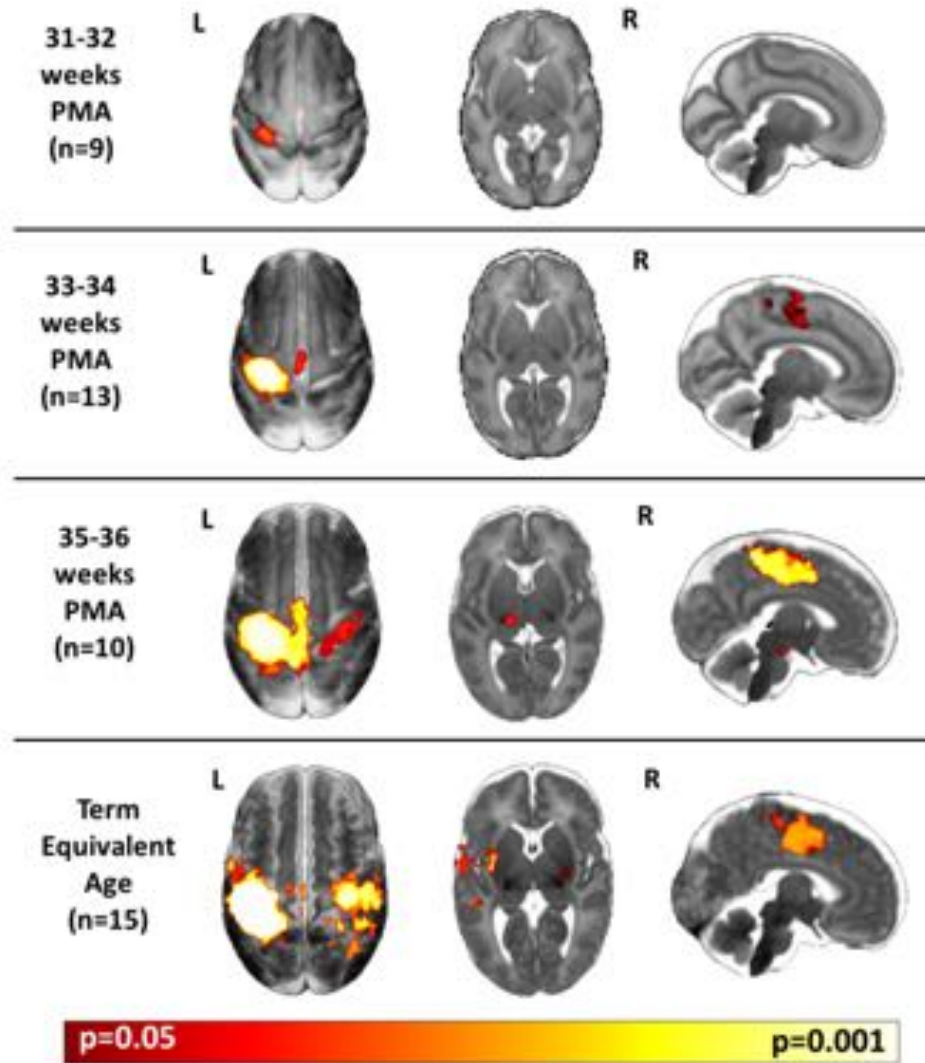 L R
31-32
weeks
PMA
(n=9)
L R
33-34
weeks
PMA
(n=13)
L R
35-36
weeks
PMA
(n=10)
L R
Term
Equivalent
Age
(n=15)
p=0.05 p=0.001